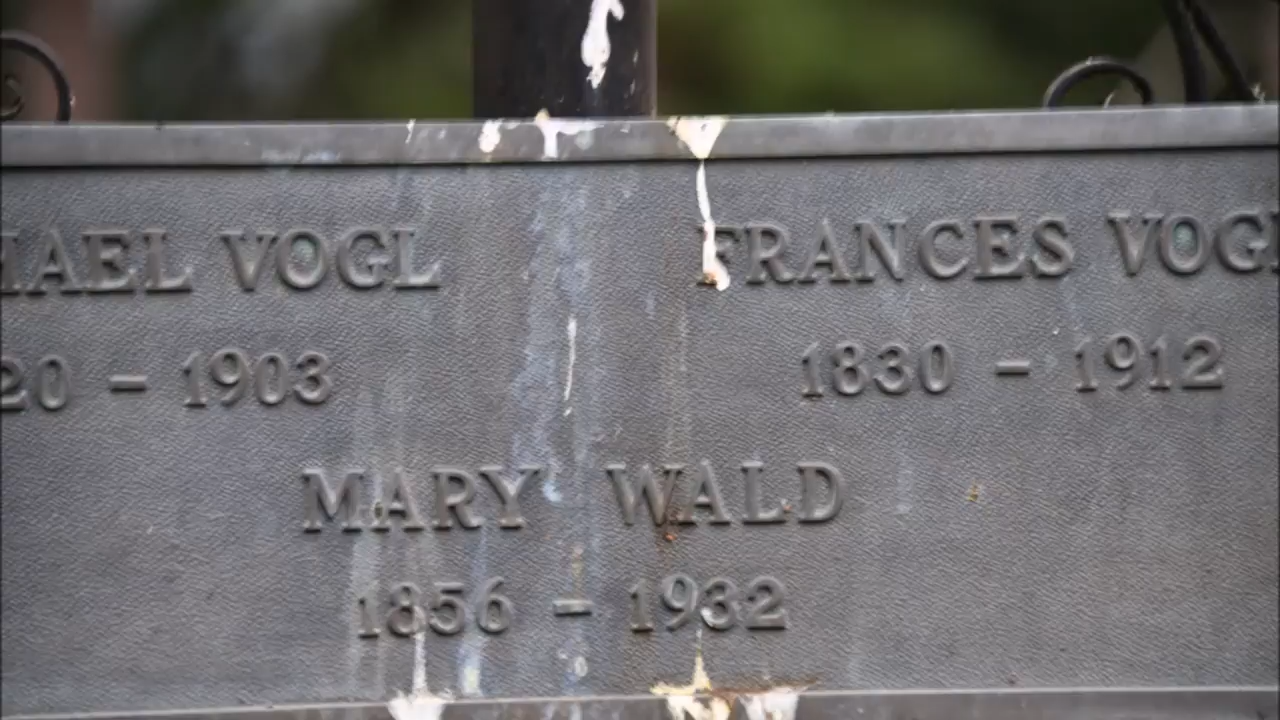 HAEL VOGL FRANCES VOGL
20 - 1903 1830 - 1912
MARY WALD
1856 - 1932